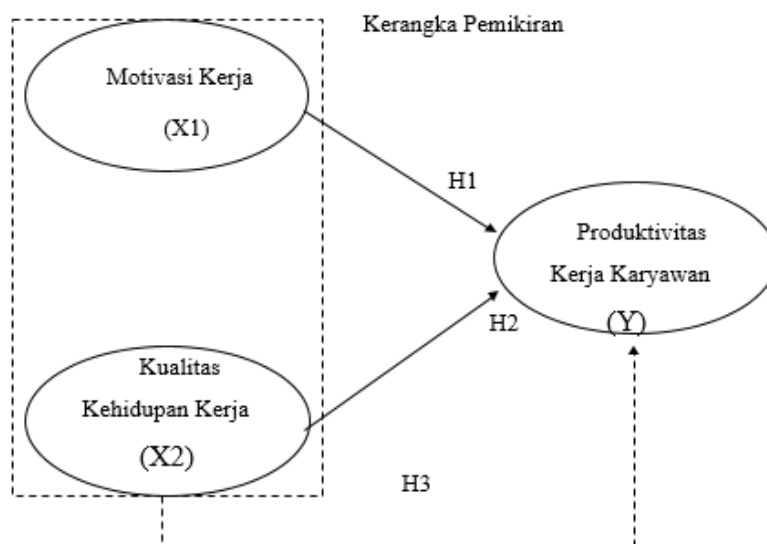 Kerangka Pemikiran
Motivasi Kerja
(X1)
H1
Produktivitas
Kerja Karyawan
(Y)
H2
Kualitas
Kehidupan Kerja
(X2)
H3